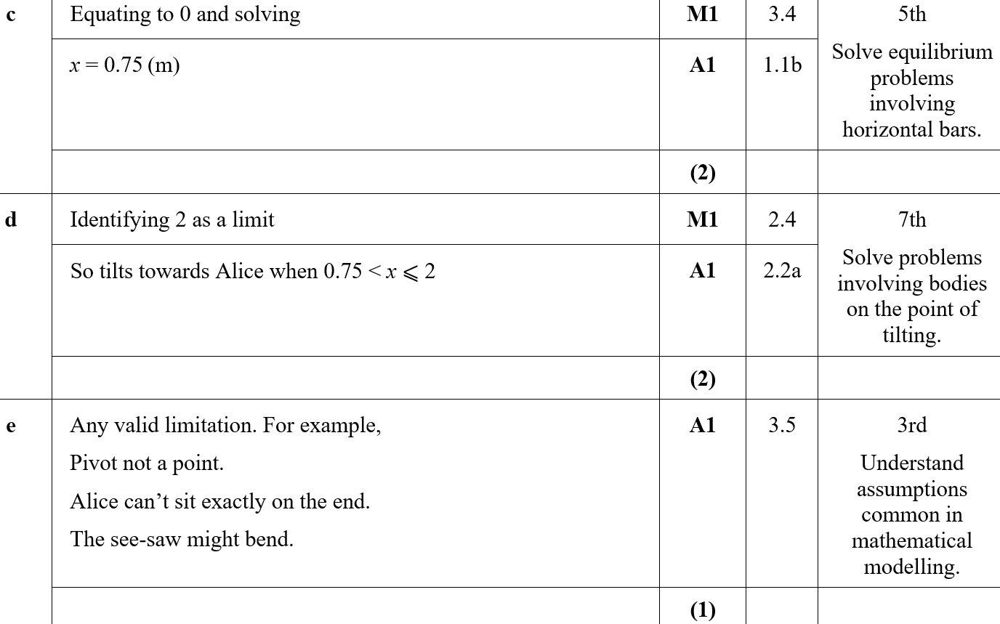 c Equating to 0 and solving M1 3.4 5th
Solve equilibrium
problems
involving
horizontal bars.
x = 0.75 (m) A1 1.1b
(2)
d Identifying 2 as a limit M1 2.4 7th
Solve problems
involving bodies
on the point of
tilting.
So tilts towards Alice when 0.75 < x ⩽ 2 A1 2.2a
(2)
e Any valid limitation. For example, A1 3.5 3rd
Pivot not a point.
Alice can’t sit exactly on the end.
The see-saw might bend.
Understand
assumptions
common in
mathematical
modelling.
(1)